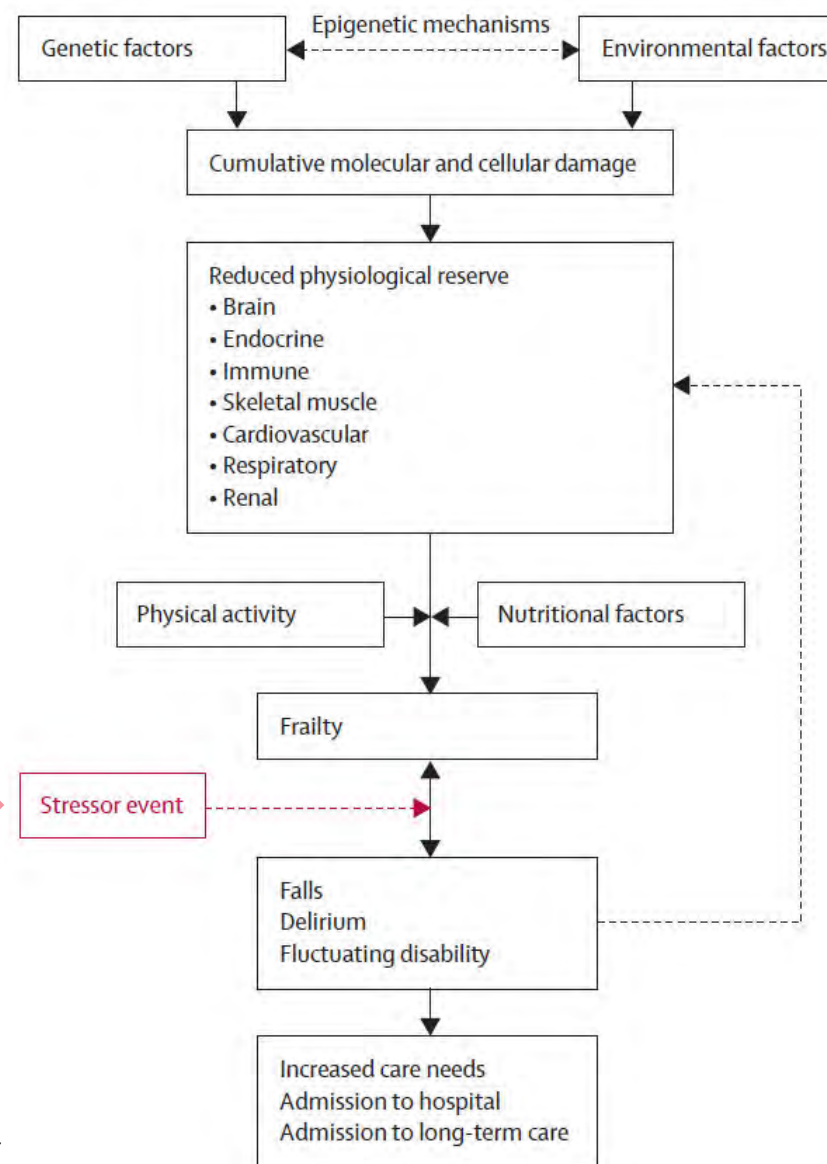 Epigenetic mechanisms
Genetic factors
Environmental factors
Cumulative molecular and cellular damage
Reduced physiological reserve
• Brain
• Endocrine
• Immune
• Skeletal muscle
• Cardiovascular
• Respiratory
• Renal
Physical activity
Nutritional factors
Frailty
Stressor event
Falls
Delirium
Fluctuating disability
Increased care needs
Admission to hospital
Admission to long-term care